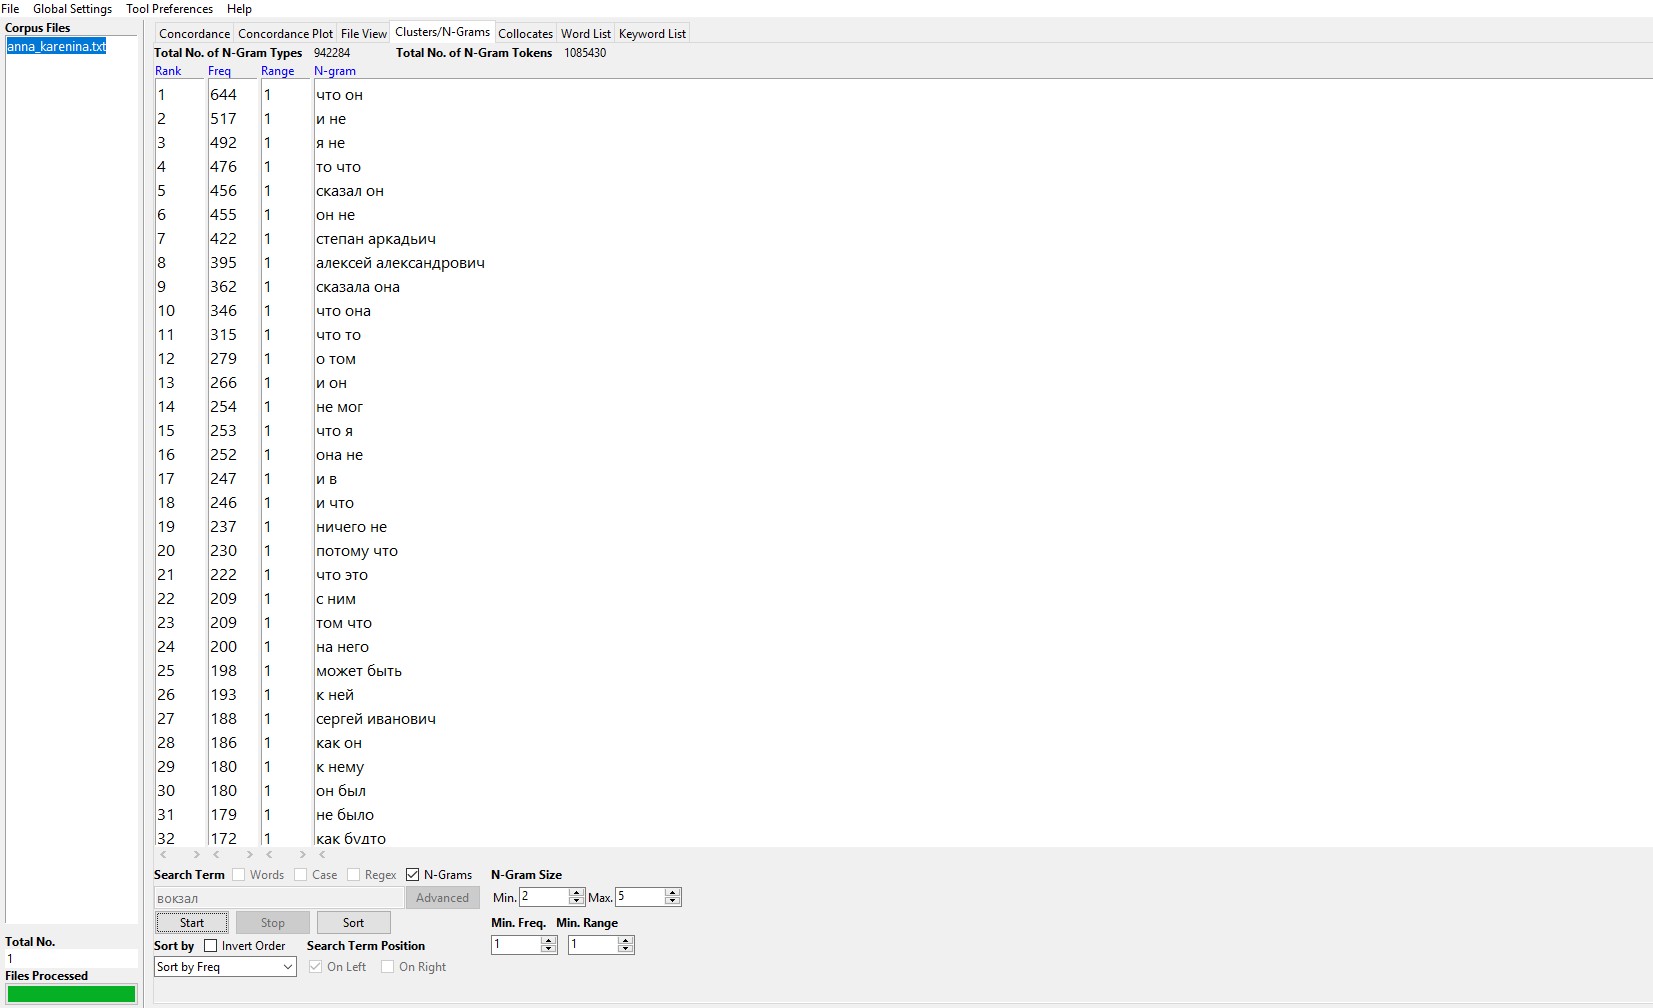 File Global Settings Tool Preferences Help
Corpus Files
anna_karenina.txt
Concordance Concordance Plot File View Clusters/N-Grams Collocates Word List Keyword List
Total No. of N-Gram Types 942284 Total No. of N-Gram Tokens 1085430
Rank Freq Range N-gram
1 644 1 что он
2 517 1 и не
3 492 1 я не
4 476 1 то что
5 456 1 сказал он
6 455 1 он не
7 422 1 степан аркадьич
8 395 1 алексей александрович
9 362 1 сказала она
10 346 1 что она
11 315 1 что то
12 279 1 о том
13 266 1 и он
14 254 1 не мог
15 253 1 что я
16 252 1 она не
17 247 1 и в
18 246 1 и что
19 237 1 ничего не
20 230 1 потому что
21 222 1 что это
22 209 1 с ним
23 209 1 том что
24 200 1 на него
25 198 1 может быть
26 193 1 к ней
27 188 1 сергей иванович
28 186 1 как он
29 180 1 к нему
30 180 1 он был
31 179 1 не было
32 172 1 как будто
Search Term Words Case Regex N-Grams N-Gram Size
вокзал Advanced Min. 2 Max. 5
Start Stop Sort Min. Freq. Min. Range
Total No. Sort by Invert Order Search Term Position 1 1
1
Sort by Freq On Left On Right
Files Processed